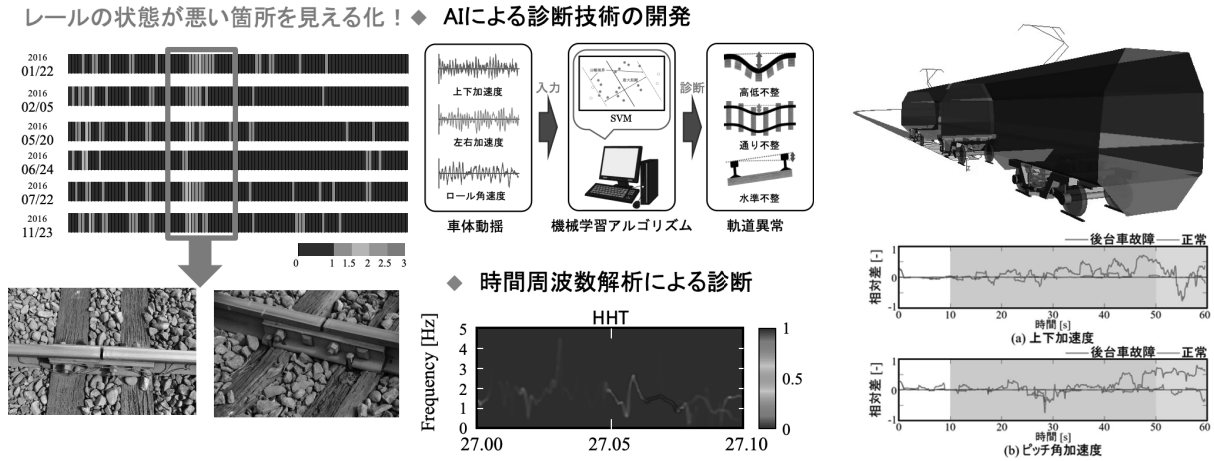 レールの状態が悪い箇所を見える化！
2016
01/22
2016
02/05
2016
05/20
2016
06/24
2016
07/22
2016
11/23
0 1 1.5 2 2.5 3
◆ AIによる診断技術の開発
上下加速度
左右加速度
ロール角速度
車体動揺
入力
SVM
機械学習アルゴリズム
診断
高低不整
通り不整
水準不整
軌道異常
◆ 時間周波数解析による診断
HHT
Frequency [Hz]
5
4
3
2
1
0
27.00 27.05 27.10
1
0.5
0
後台車故障 正常
相対差 [-]
1
0
-1
0 10 20 30 40 50 60
時間 [s]
(a) 上下加速度
後台車故障 正常
相対差 [-]
1
0
-1
0 10 20 30 40 50 60
時間 [s]
(b) ピッチ角加速度